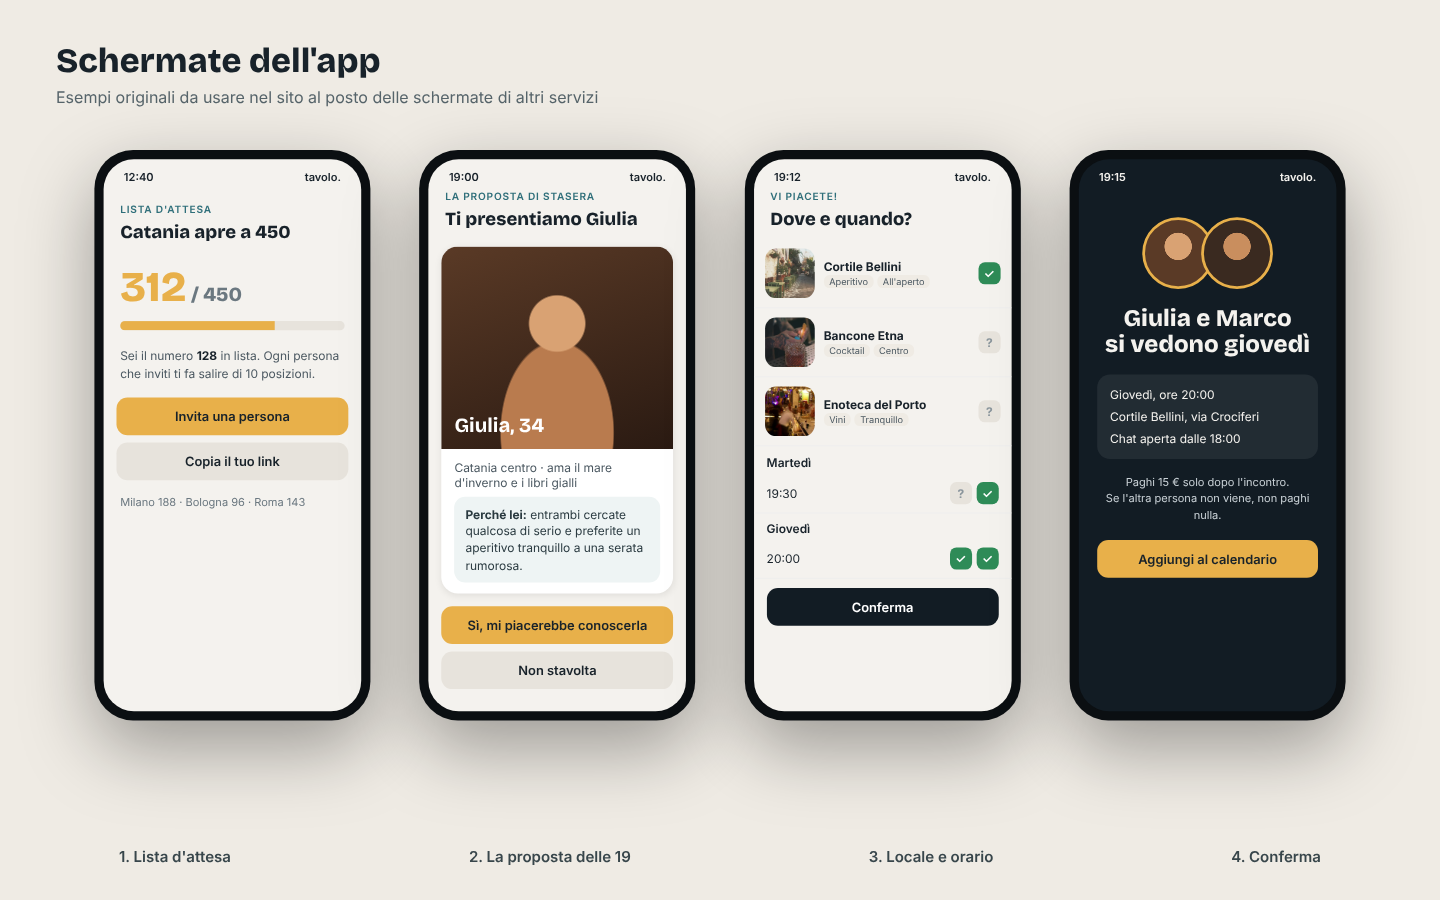 Schermate dell'app
Esempi originali da usare nel sito al posto delle schermate di altri servizi
12:40 tavolo.
LISTA D'ATTESA
Catania apre a 450
312 / 450
Sei il numero 128 in lista. Ogni persona
che inviti ti fa salire di 10 posizioni.
Invita una persona
Copia il tuo link
Milano 188 · Bologna 96 · Roma 143
19:00 tavolo.
LA PROPOSTA DI STASERA
Ti presentiamo Giulia
Giulia, 34
Catania centro · ama il mare
d'inverno e i libri gialli
Perché lei: entrambi cercate
qualcosa di serio e preferite un
aperitivo tranquillo a una serata
rumorosa.
Sì, mi piacerebbe conoscerla
Non stavolta
19:12 tavolo.
VI PIACETE!
Dove e quando?
Cortile Bellini
Aperitivo All'aperto
Bancone Etna
Cocktail Centro
?
Enoteca del Porto
Vini Tranquillo
?
Martedì
19:30 ?
Giovedì
20:00
Conferma
19:15 tavolo.
Giulia e Marco
si vedono giovedì
Giovedì, ore 20:00
Cortile Bellini, via Crociferi
Chat aperta dalle 18:00
Paghi 15 € solo dopo l'incontro.
Se l'altra persona non viene, non paghi
nulla.
Aggiungi al calendario
1. Lista d'attesa
2. La proposta delle 19
3. Locale e orario
4. Conferma